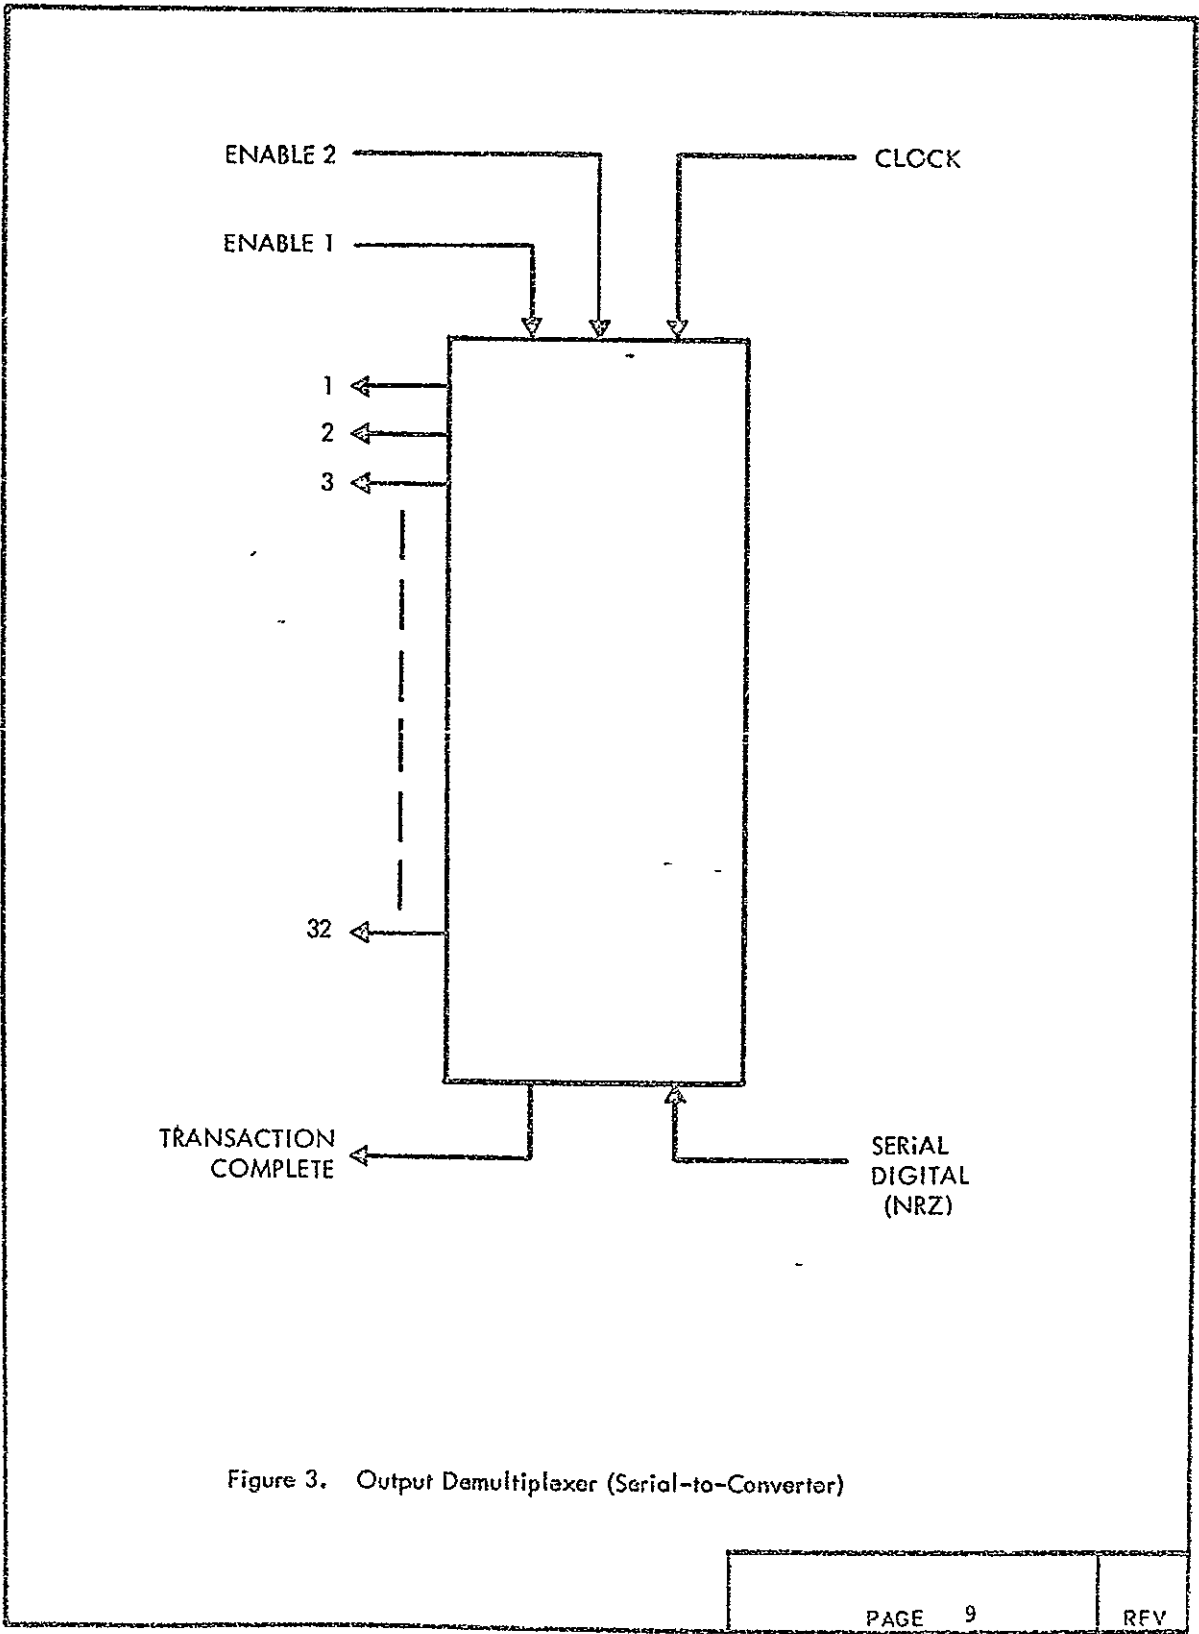 ENABLE 2
CLOCK
ENABLE 1
1
2
3
32
TRANSACTION
COMPLETE
SERIAL
DIGITAL
(NRZ)
Figure 3. Output Demultiplexer (Serial-to-Converter)
PAGE 9
REV